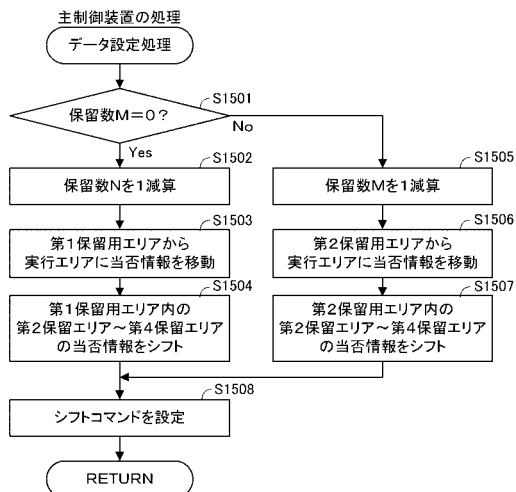 主制御装置の処理
データ設定処理
S1501
保留数M＝0？
No
Yes
S1502
保留数Nを1減算
S1503
第1保留用エリアから
実行エリアに当否情報を移動
S1504
第1保留用エリア内の
第2保留エリア～第4保留エリア
の当否情報をシフト
S1505
保留数Mを1減算
S1506
第2保留用エリアから
実行エリアに当否情報を移動
S1507
第2保留用エリア内の
第2保留エリア～第4保留エリア
の当否情報をシフト
S1508
シフトコマンドを設定
RETURN